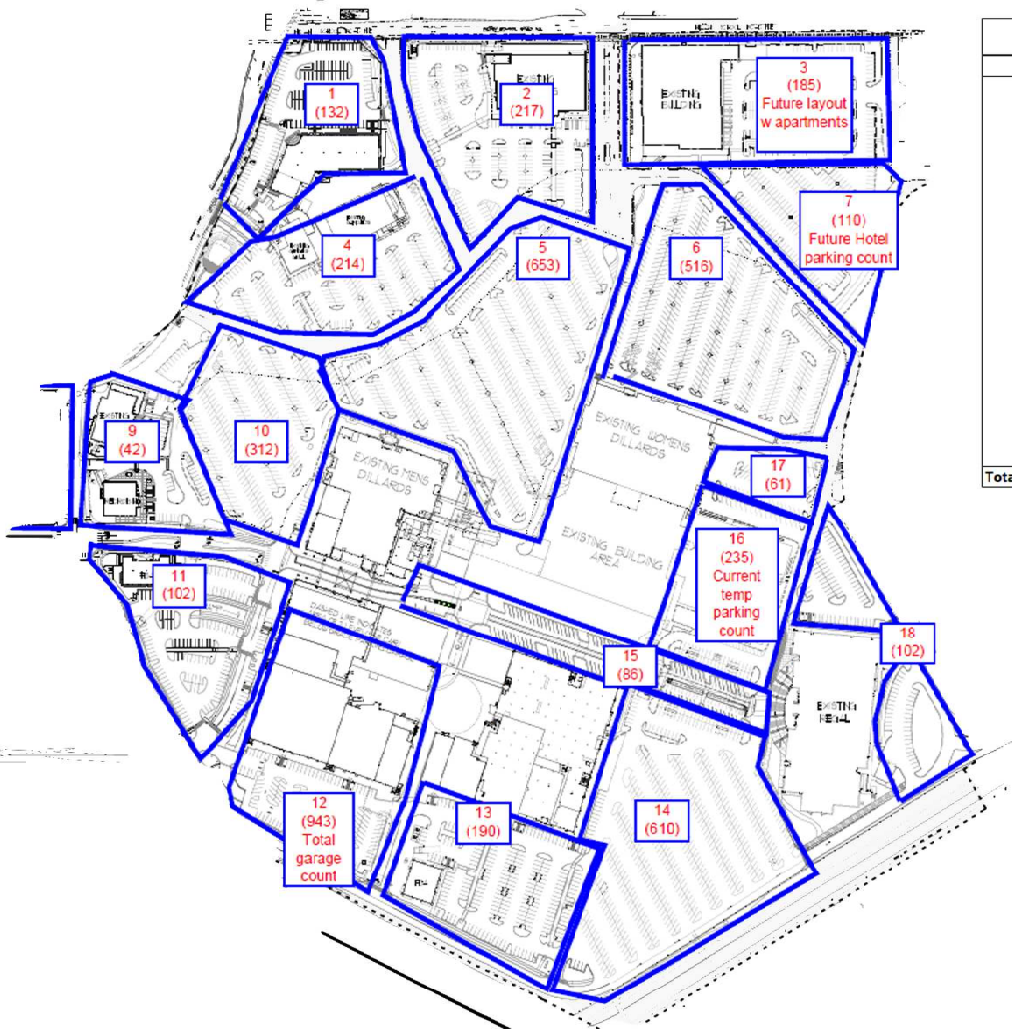 1
(132)
EXISTING
2
(217)
EXISTING
BUILDING
3
(185)
Future layout
w apartments
7
(110)
Future Hotel
parking count
4
(214)
5
(653)
6
(516)
EXISTING
9
(42)
10
(312)
EXISTING MENS
DILLARDS
EXISTING WOMENS
DILLARDS
17
(61)
EXISTING BUILDING
AREA
16
(235)
Current
temp
parking
count
11
(102)
15
(86)
18
(102)
EXISTING
REGAL
12
(943)
Total
garage
count
13
(190)
14
(610)
Tota